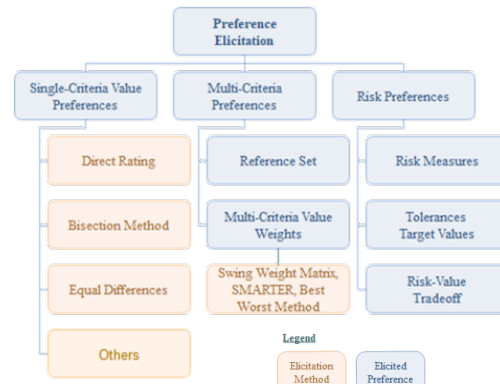 Preference
Elicitation
Single-Criteria Value
Preferences
Multi-Criteria
Preferences
Risk Preferences
Direct Rating
Reference Set
Risk Measures
Bisection Method
Multi-Criteria Value
Weights
Tolerances
Target Values
Equal Differences
Swing Weight Matrix,
SMARTER, Best
Worst Method
Risk-Value
Tradeoff
Others
Legend
Elicitation
Method
Elicited
Preference